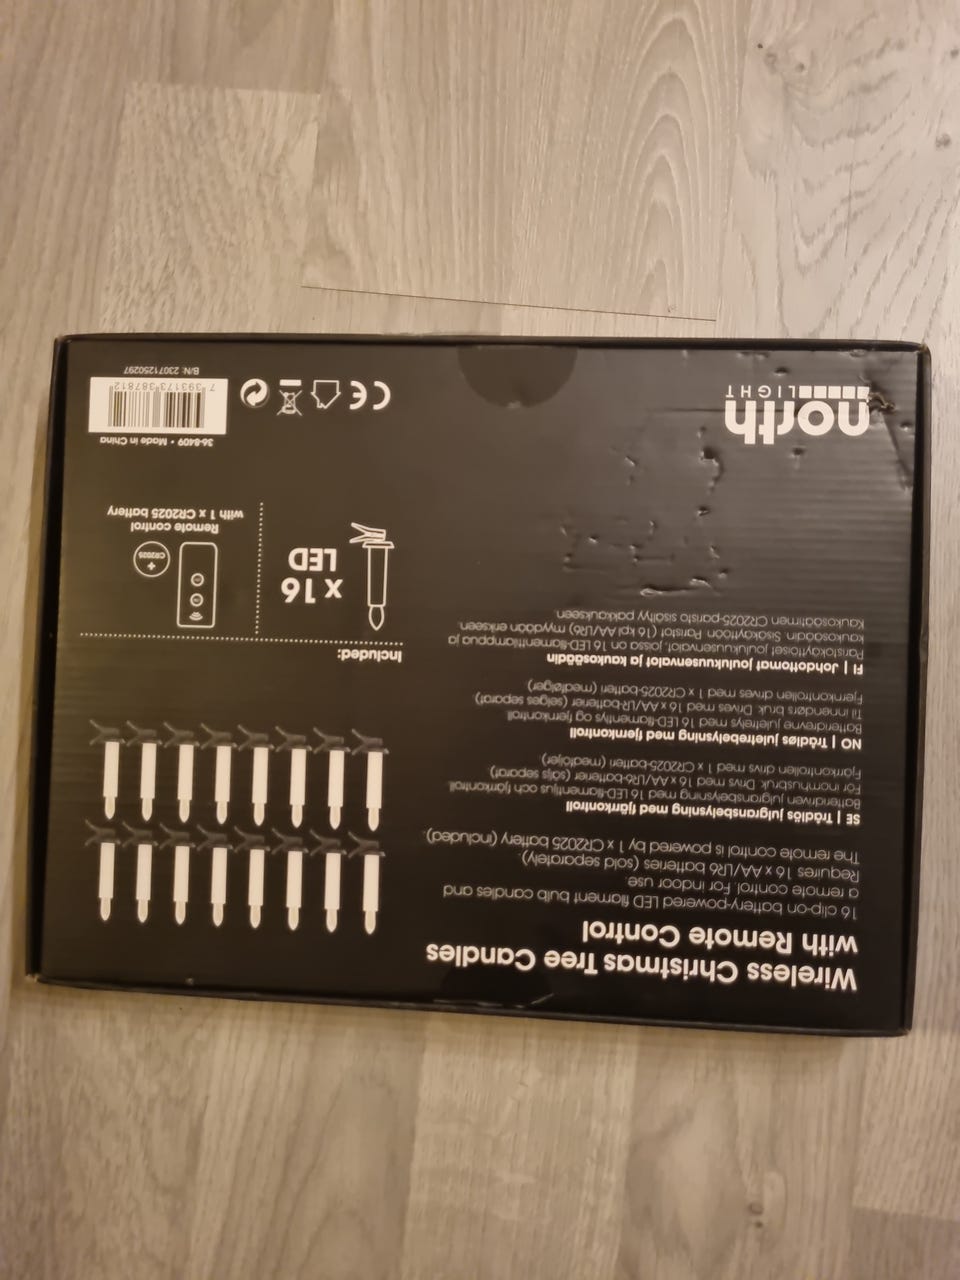 Wireless Christmas Tree Candles
with Remote Control
16 clip-on battery-powered LED filament bulb candles and
a remote control. For indoor use.
Requires 16 x AA/LR6 batteries (sold separately).
The remote control is powered by 1 x CR2025 battery (included).
SE | Trådlös julgransbelysning med fjärrkontroll
Batteridriven julgransbelysning med 16 LED-filamentljus och fjärrkontroll.
För inomhusbruk. Drivs med 16 x AA/LR6-batterier (säljs separat).
Fjärrkontrollen drivs med 1 x CR2025-batteri (medföljer).
NO | Trådløs juletrebelysning med fjernkontroll
Batteridrevne juletrelys med 16 LED-filamentlys og fjernkontroll.
Til innendørs bruk. Drives med 16 x AA/LR-batterier (selges separat).
Fjernkontrollen drives med 1 x CR2025-batteri (medfølger).
FI | Johdottomat joulukuusenvalot ja kaukosäädin
Paristokäyttöiset joulukuusenvalot, joissa on 16 LED-filamenttilamppua ja
kaukosäädin. Sisäkäyttöön. Paristot (16 kpl AA/LR6) myydään erikseen.
Kaukosäätimen CR2025-paristo sisältyy pakkaukseen.
north
LIGHT
Included:
x 16
LED
CR2025
Remote control
with 1 x CR2025 battery
CE
36-8409 • Made in China
7 393173 387812
B/N: 23071250297